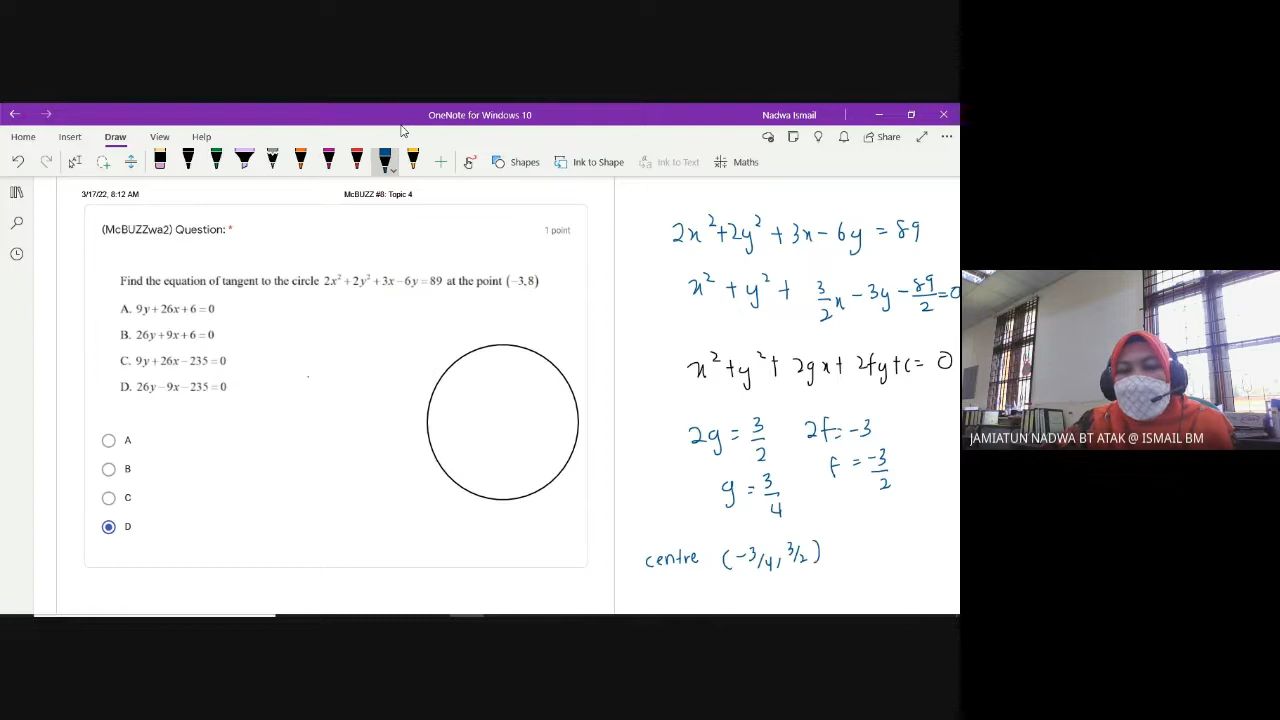 OneNote for Windows 10
Nadwa Ismail
Home Insert Draw View Help
Share
Shapes Ink to Shape Ink to Text Maths
3/17/22, 8:12 AM
McBUZZ #8: Topic 4
(McBUZZwa2) Question: *
1 point
Find the equation of tangent to the circle 2x² + 2y² + 3x − 6y = 89 at the point (−3,8)
A. 9y + 26x + 6 = 0
B. 26y + 9x + 6 = 0
C. 9y + 26x − 235 = 0
D. 26y − 9x − 235 = 0
A
B
C
D
2x² + 2y² + 3x − 6y = 89
x² + y² + 3/2 x − 3y − 89/2 = 0
x² + y² + 2gx + 2fy + c = 0
2g = 3/2 2f = −3
g = 3/4 f = −3/2
centre (−3/4, 3/2)
JAMIATUN NADWA BT ATAK @ ISMAIL BM